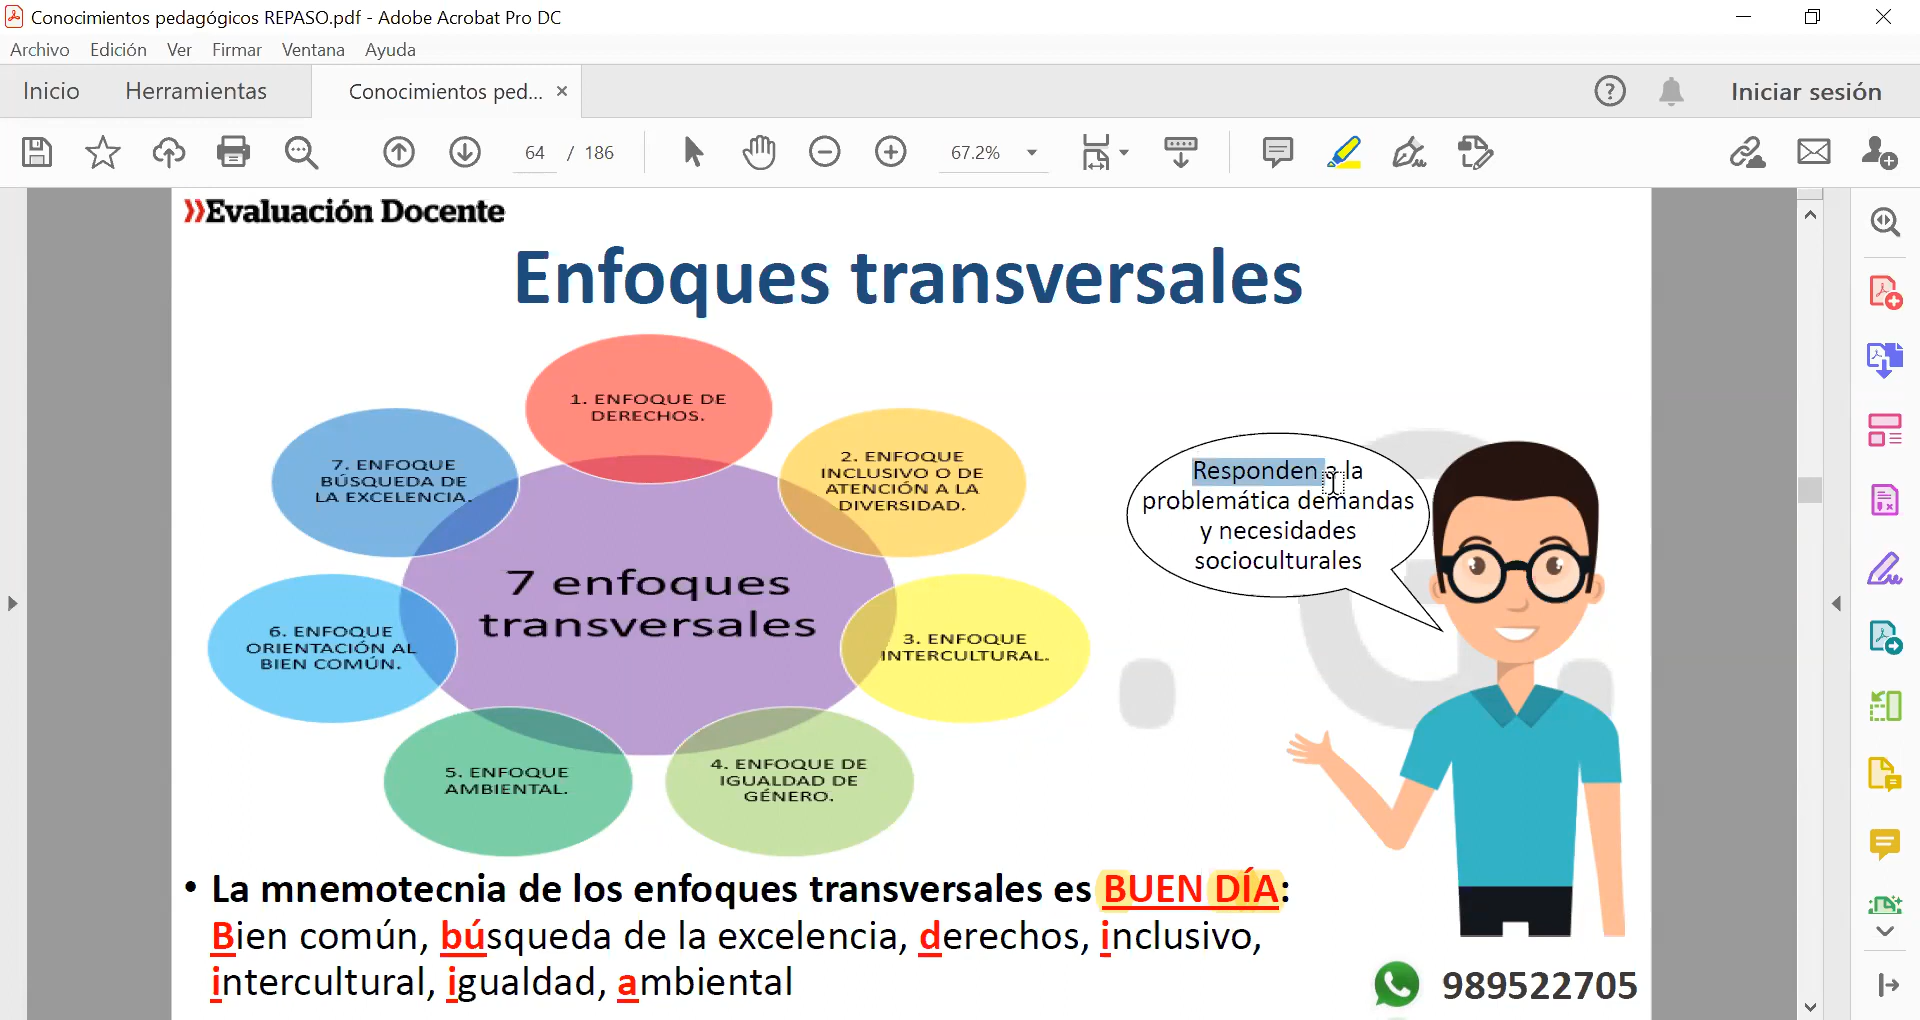 Conocimientos pedagógicos REPASO.pdf - Adobe Acrobat Pro DC
Archivo Edición Ver Firmar Ventana Ayuda
Inicio Herramientas Conocimientos ped... × Iniciar sesión
64 / 186 67.2%
»Evaluación Docente
Enfoques transversales
1. ENFOQUE DE
DERECHOS.
2. ENFOQUE
INCLUSIVO O DE
ATENCIÓN A LA
DIVERSIDAD.
3. ENFOQUE
INTERCULTURAL.
4. ENFOQUE DE
IGUALDAD DE
GÉNERO.
5. ENFOQUE
AMBIENTAL.
6. ENFOQUE
ORIENTACIÓN AL
BIEN COMÚN.
7. ENFOQUE
BÚSQUEDA DE
LA EXCELENCIA.
7 enfoques
transversales
Responden a la
problemática demandas
y necesidades
socioculturales
• La mnemotecnia de los enfoques transversales es BUEN DÍA:
Bien común, búsqueda de la excelencia, derechos, inclusivo,
intercultural, igualdad, ambiental
989522705